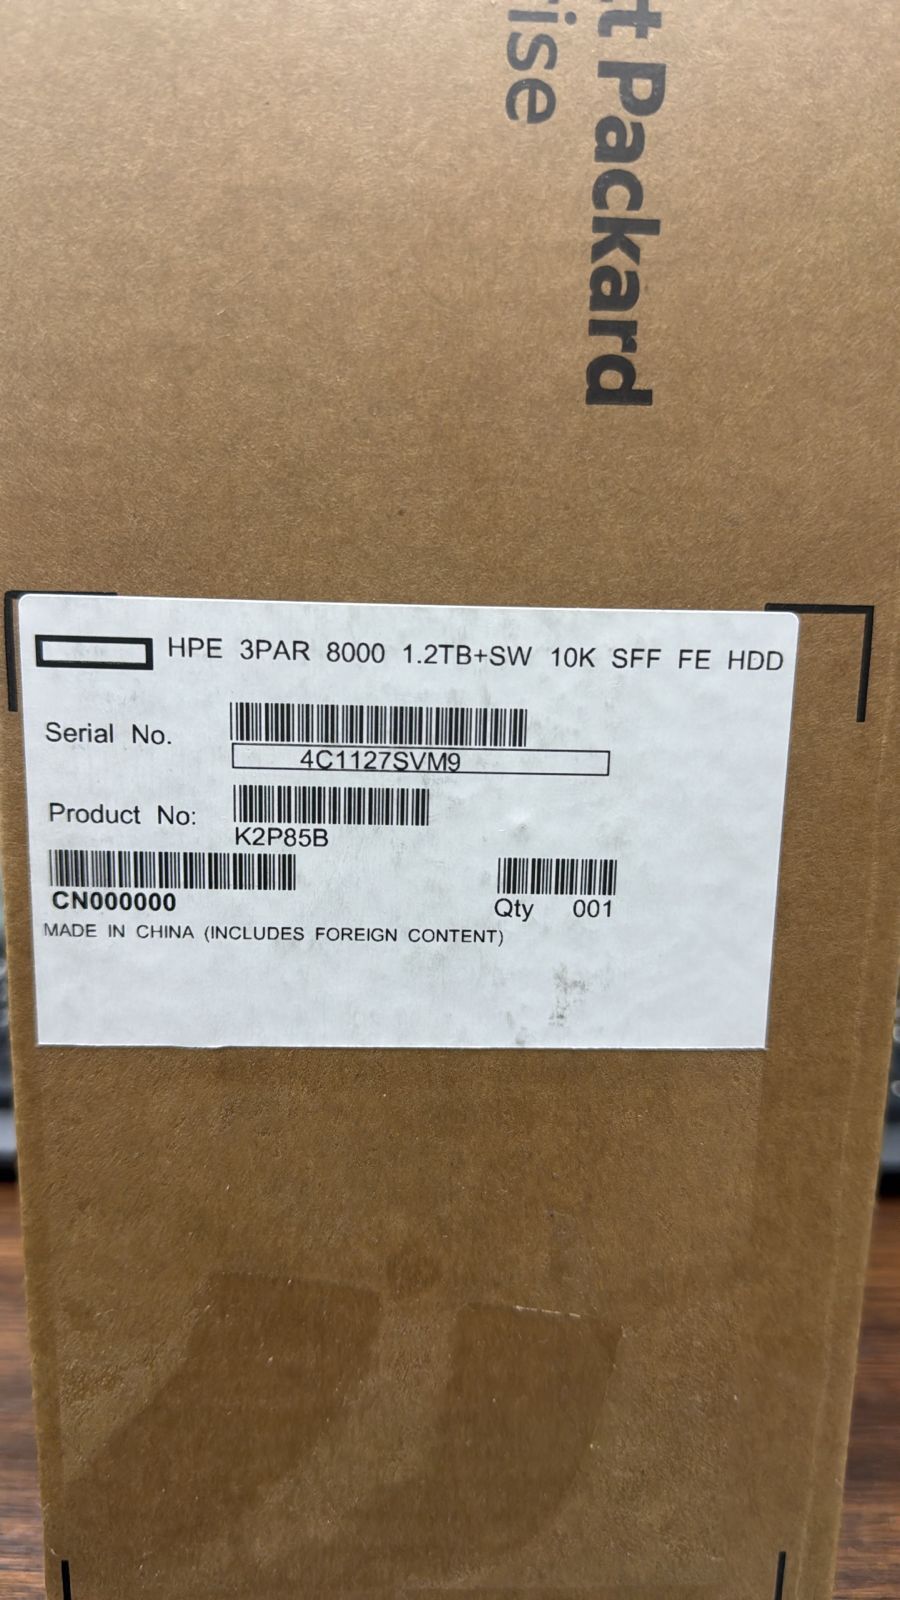 t Packard
ise
HPE 3PAR 8000 1.2TB+SW 10K SFF FE HDD
Serial No.
4C1127SVM9
Product No:
K2P85B
CN000000
Qty 001
MADE IN CHINA (INCLUDES FOREIGN CONTENT)